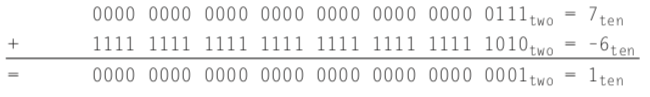 0000 0000 0000 0000 0000 0000 0000 0111two = 7ten
+ 1111 1111 1111 1111 1111 1111 1111 1010two = -6ten
= 0000 0000 0000 0000 0000 0000 0000 0001two = 1ten